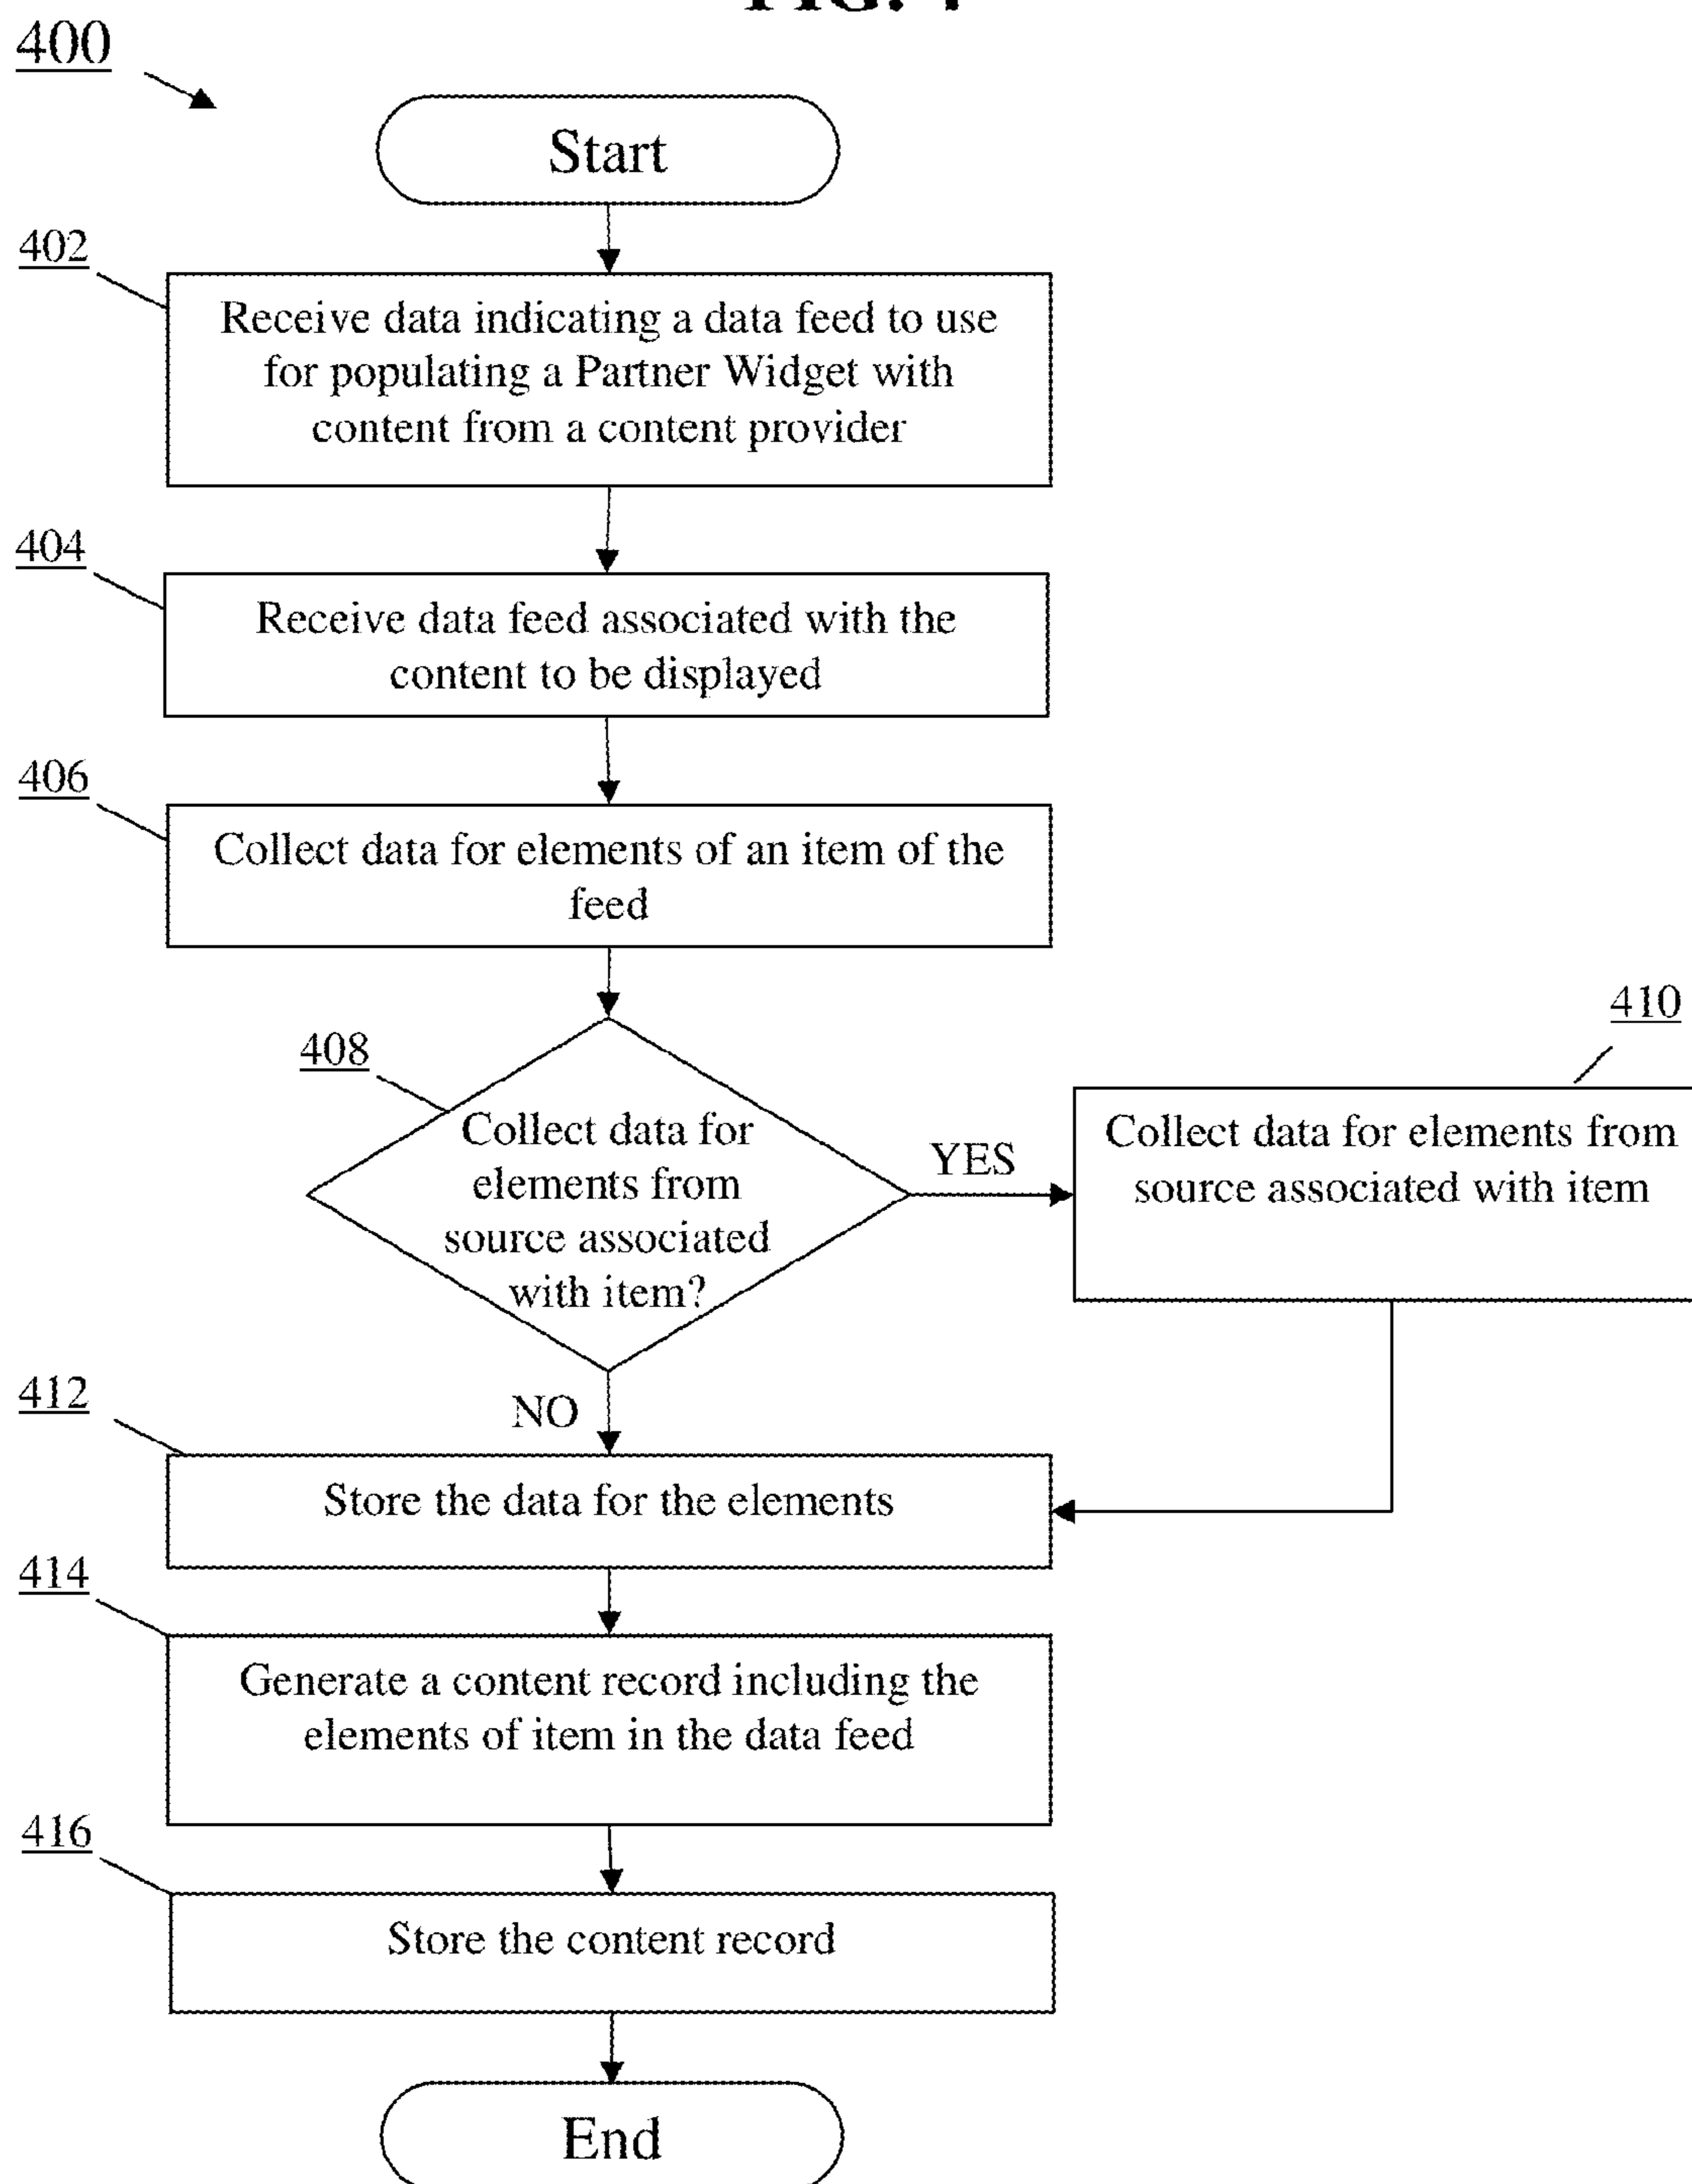 400
Start
402
Receive data indicating a data feed to use
for populating a Partner Widget with
content from a content provider
404
Receive data feed associated with the
content to be displayed
406
Collect data for elements of an item of the
feed
408
Collect data for
elements from
source associated
with item?
YES
410
Collect data for elements from
source associated with item
NO
412
Store the data for the elements
414
Generate a content record including the
elements of item in the data feed
416
Store the content record
End